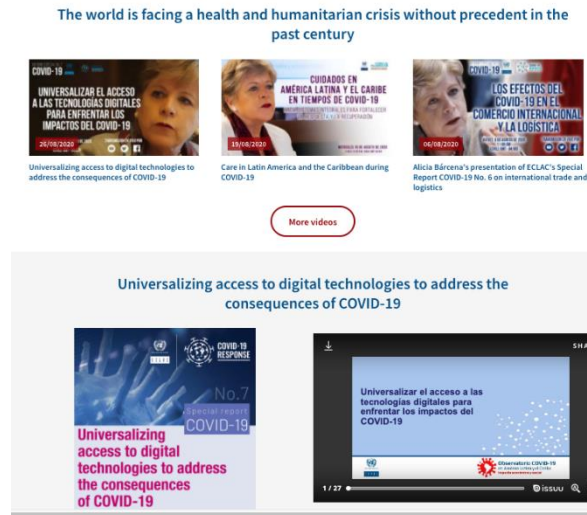 The world is facing a health and humanitarian crisis without precedent in the
past century
COVID-19
UNIVERSALIZAR EL ACCESO
A LAS TECNOLOGÍAS DIGITALES
PARA ENFRENTAR LOS
IMPACTOS DEL COVID-19
26/08/2020
CUIDADOS EN
AMÉRICA LATINA Y EL CARIBE
EN TIEMPOS DE COVID-19
19/08/2020
COVID-19
LOS EFECTOS DEL
COVID-19 EN EL
COMERCIO INTERNACIONAL
Y LA LOGÍSTICA
06/08/2020
Universalizing access to digital technologies to
address the consequences of COVID-19
Care in Latin America and the Caribbean during
COVID-19
Alicia Bárcena's presentation of ECLAC's Special
Report COVID-19 No. 6 on international trade and
logistics
More videos
Universalizing access to digital technologies to address the
consequences of COVID-19
COVID-19
RESPONSE
No.7
Special report
COVID-19
Universalizing
access to digital
technologies to address
the consequences
of COVID-19
SHA
Universalizar el acceso a las
tecnologías digitales para
enfrentar los impactos del
COVID-19
Observatorio COVID-19
1 / 27
issuu